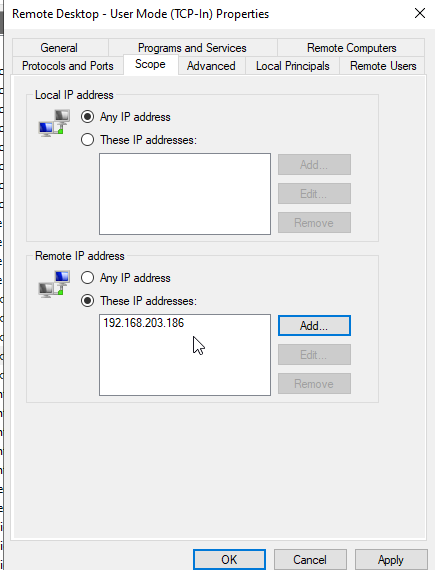 Remote Desktop - User Mode (TCP-In) Properties
General Programs and Services Remote Computers
Protocols and Ports Scope Advanced Local Principals Remote Users
Local IP address
Any IP address
These IP addresses:
Add...
Edit...
Remove
Remote IP address
Any IP address
These IP addresses:
192.168.203.186
Add...
Edit...
Remove
OK Cancel Apply